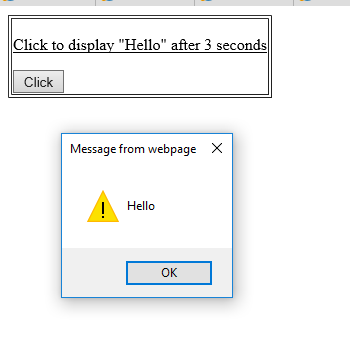 Click to display "Hello" after 3 seconds
Click
Message from webpage
Hello
OK